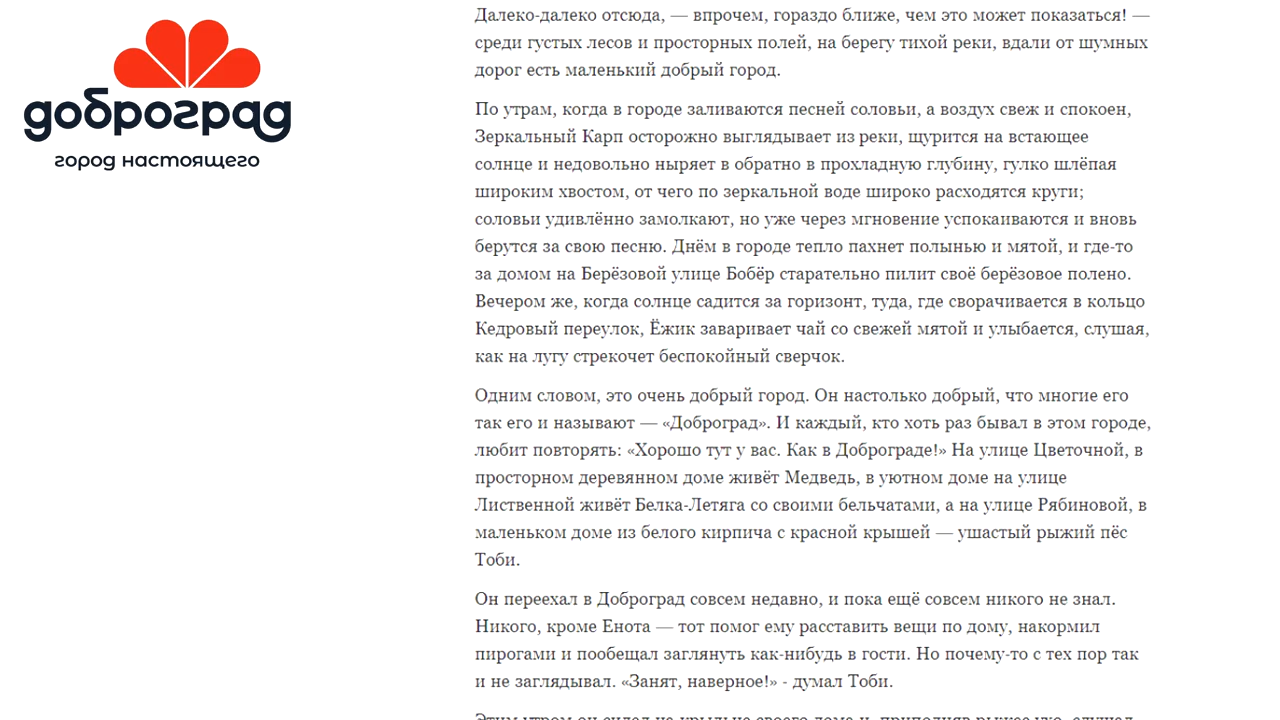 доброград
город настоящего
Далеко-далеко отсюда, — впрочем, гораздо ближе, чем это может показаться! —
среди густых лесов и просторных полей, на берегу тихой реки, вдали от шумных
дорог есть маленький добрый город.
По утрам, когда в городе заливаются песней соловьи, а воздух свеж и спокоен,
Зеркальный Карп осторожно выглядывает из реки, щурится на встающее
солнце и недовольно ныряет в обратно в прохладную глубину, гулко шлёпая
широким хвостом, от чего по зеркальной воде широко расходятся круги;
соловьи удивлённо замолкают, но уже через мгновение успокаиваются и вновь
берутся за свою песню. Днём в городе тепло пахнет полынью и мятой, и где-то
за домом на Берёзовой улице Бобёр старательно пилит своё берёзовое полено.
Вечером же, когда солнце садится за горизонт, туда, где сворачивается в кольцо
Кедровый переулок, Ёжик заваривает чай со свежей мятой и улыбается, слушая,
как на лугу стрекочет беспокойный сверчок.
Одним словом, это очень добрый город. Он настолько добрый, что многие его
так его и называют — «Доброград». И каждый, кто хоть раз бывал в этом городе,
любит повторять: «Хорошо тут у вас. Как в Доброграде!» На улице Цветочной, в
просторном деревянном доме живёт Медведь, в уютном доме на улице
Лиственной живёт Белка-Летяга со своими бельчатами, а на улице Рябиновой, в
маленьком доме из белого кирпича с красной крышей — ушастый рыжий пёс
Тоби.
Он переехал в Доброград совсем недавно, и пока ещё совсем никого не знал.
Никого, кроме Енота — тот помог ему расставить вещи по дому, накормил
пирогами и пообещал заглянуть как-нибудь в гости. Но почему-то с тех пор так
и не заглядывал. «Занят, наверное!» - думал Тоби.